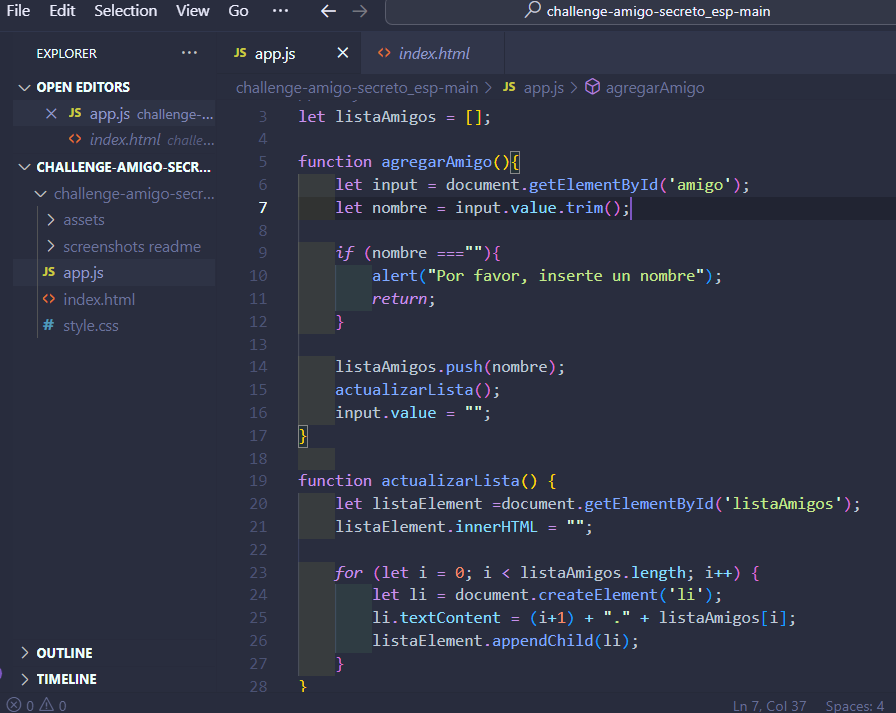 File Edit Selection View Go ··· challenge-amigo-secreto_esp-main
EXPLORER ···
OPEN EDITORS
JS app.js challenge-...
<> index.html challe...
CHALLENGE-AMIGO-SECR...
challenge-amigo-secr...
assets
screenshots readme
JS app.js
<> index.html
# style.css
OUTLINE
TIMELINE
JS app.js
<> index.html
challenge-amigo-secreto_esp-main > JS app.js > agregarAmigo
3 let listaAmigos = [];
4
5 function agregarAmigo(){
6 let input = document.getElementById('amigo');
7 let nombre = input.value.trim();
8
9 if (nombre ===""){
10 alert("Por favor, inserte un nombre");
11 return;
12 }
13
14 listaAmigos.push(nombre);
15 actualizarLista();
16 input.value = "";
17 }
18
19 function actualizarLista() {
20 let listaElement =document.getElementById('listaAmigos');
21 listaElement.innerHTML = "";
22
23 for (let i = 0; i < listaAmigos.length; i++) {
24 let li = document.createElement('li');
25 li.textContent = (i+1) + "." + listaAmigos[i];
26 listaElement.appendChild(li);
27 }
28 }
0 0 Ln 7, Col 37 Spaces: 4